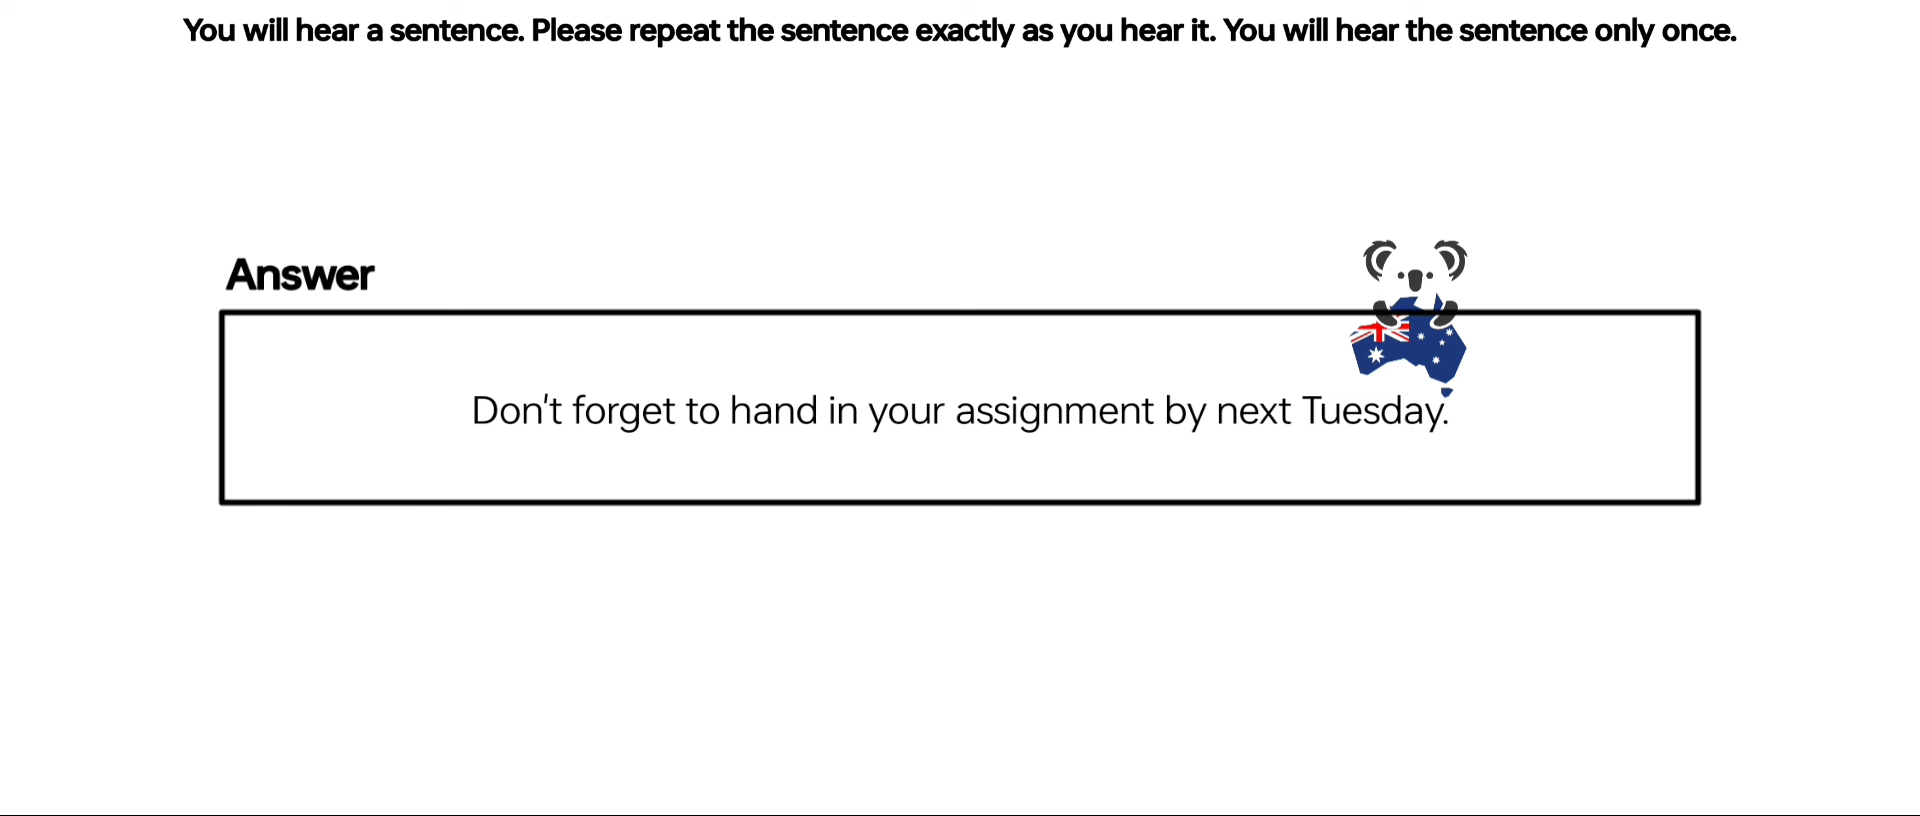 You will hear a sentence. Please repeat the sentence exactly as you hear it. You will hear the sentence only once.
Answer
Don't forget to hand in your assignment by next Tuesday.